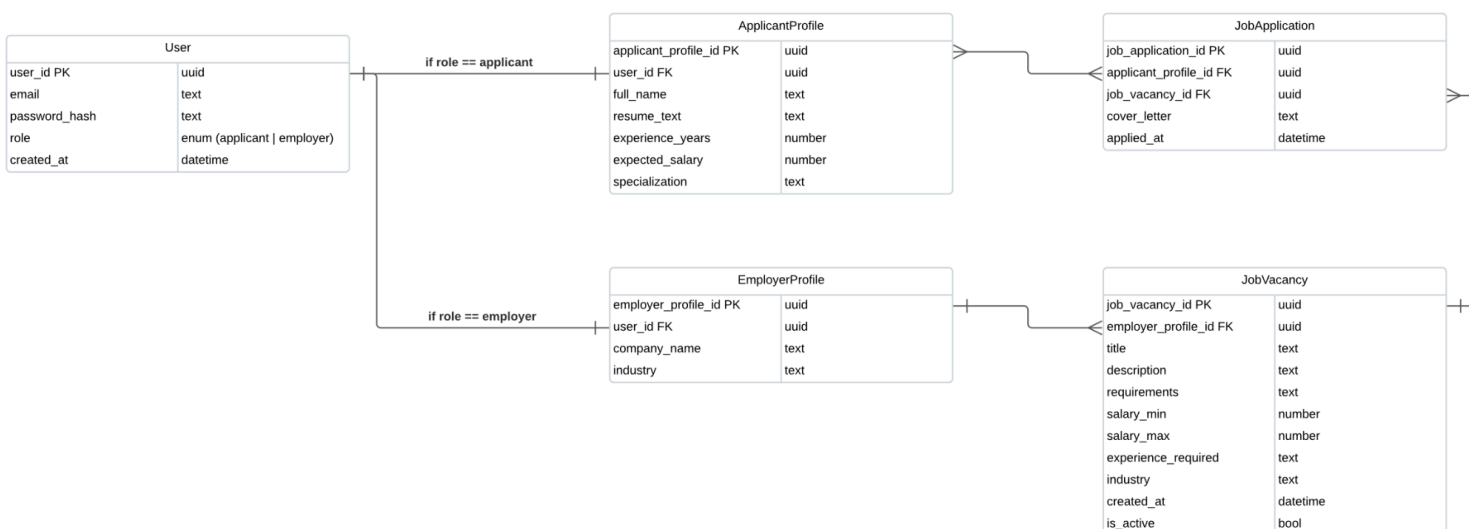 User
user_id PK uuid
email text
password_hash text
role enum (applicant | employer)
created_at datetime
if role == applicant
if role == employer
ApplicantProfile
applicant_profile_id PK uuid
user_id FK uuid
full_name text
resume_text text
experience_years number
expected_salary number
specialization text
EmployerProfile
employer_profile_id PK uuid
user_id FK uuid
company_name text
industry text
JobApplication
job_application_id PK uuid
applicant_profile_id FK uuid
job_vacancy_id FK uuid
cover_letter text
applied_at datetime
JobVacancy
job_vacancy_id PK uuid
employer_profile_id FK uuid
title text
description text
requirements text
salary_min number
salary_max number
experience_required text
industry text
created_at datetime
is_active bool